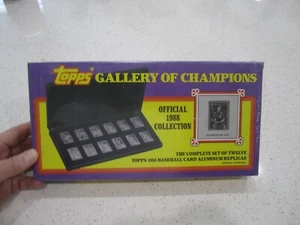 Topps GALLERY OF CHAMPIONS
OFFICIAL
1988
COLLECTION
THE COMPLETE SET OF TWELVE
TOPPS 1988 BASEBALL CARD ALUMINUM REPLICAS